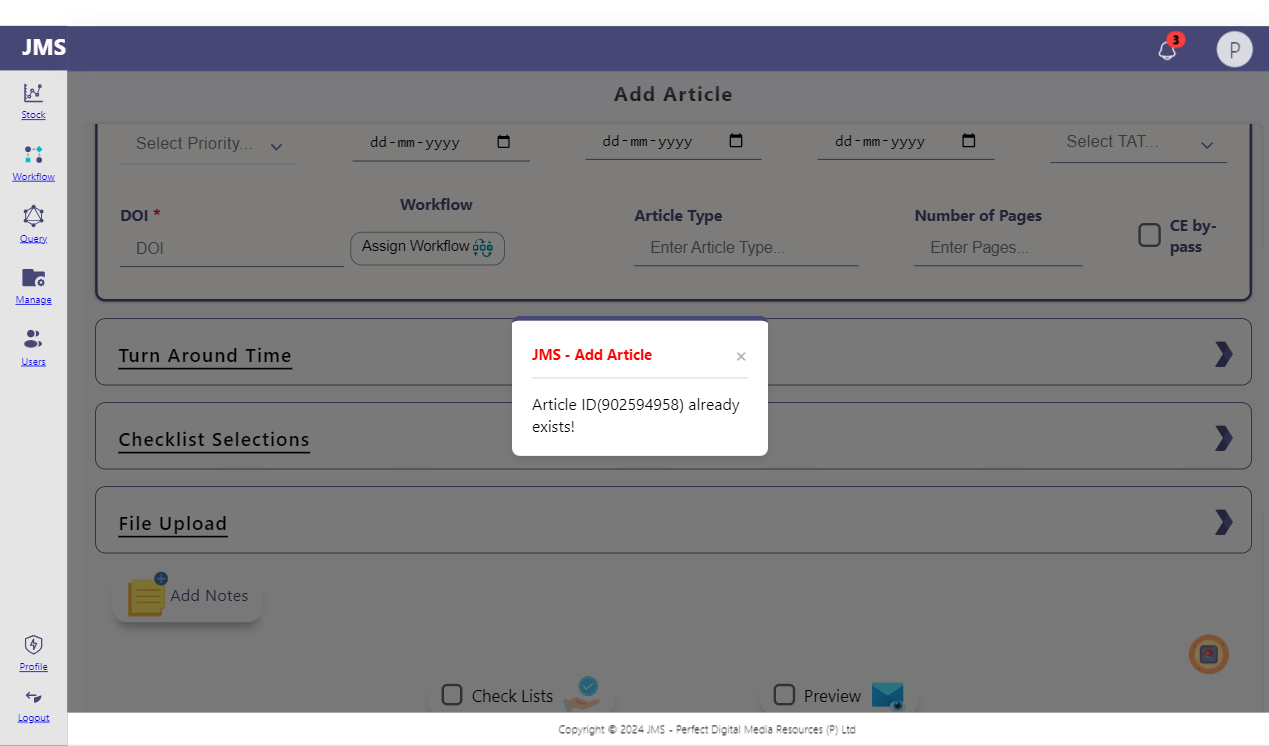 JMS
3
P
Stock
Workflow
Query
Manage
Users
Profile
Logout
Add Article
Select Priority...
dd-mm-yyyy
dd-mm-yyyy
dd-mm-yyyy
Select TAT...
DOI *
DOI
Workflow
Assign Workflow
Article Type
Enter Article Type...
Number of Pages
Enter Pages...
CE by-
pass
Turn Around Time
JMS - Add Article
×
Article ID(902594958) already
exists!
Checklist Selections
File Upload
Add Notes
Check Lists
Preview
Copyright © 2024 JMS - Perfect Digital Media Resources (P) Ltd